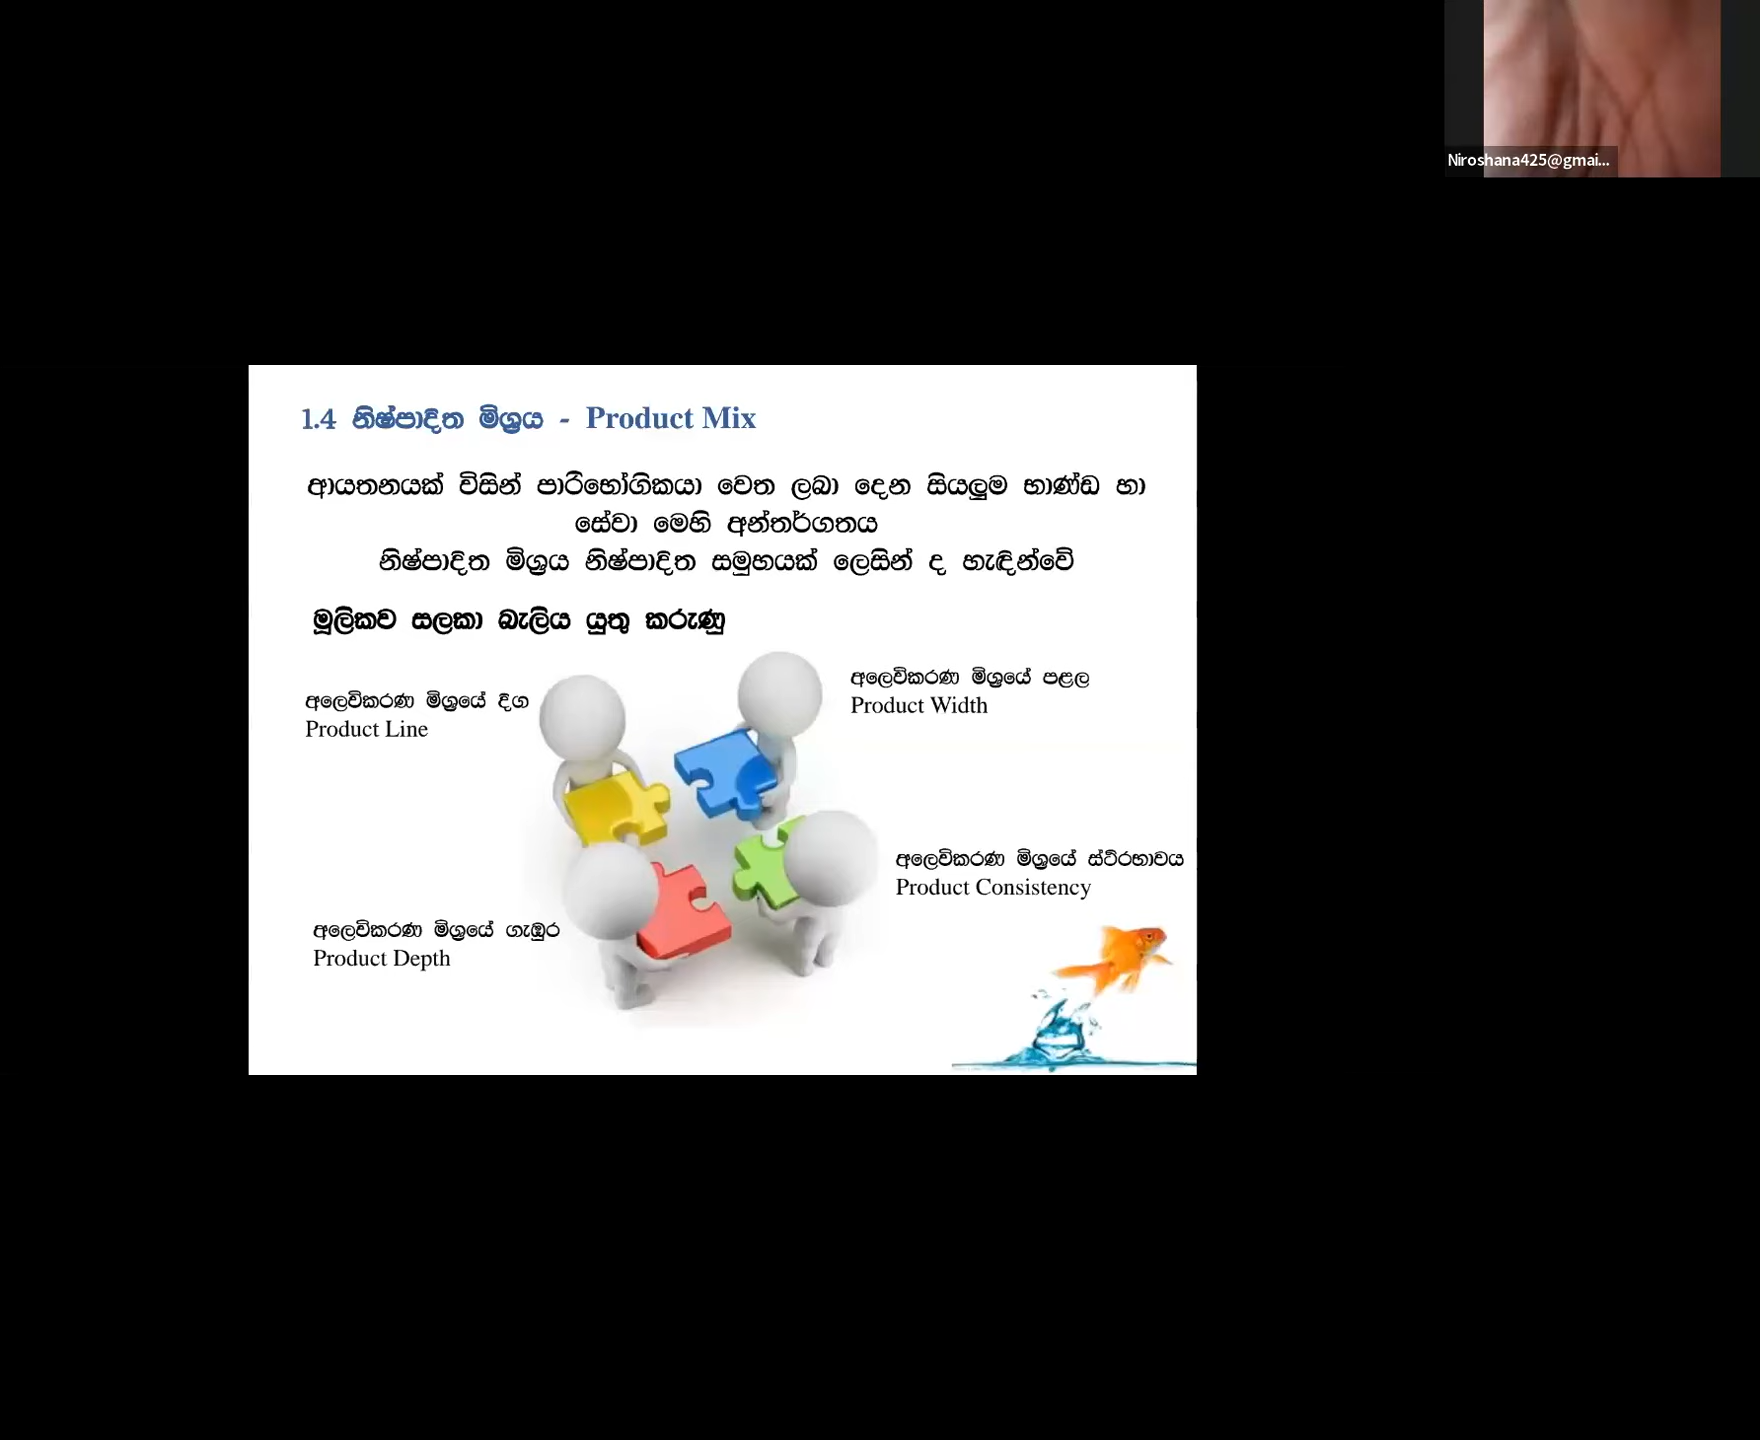 Niroshana425@gmai...
1.4 නිෂ්පාදිත මිශ්‍රය - Product Mix
ආයතනයක් විසින් පාරිභෝගිකයා වෙත ලබා දෙන සියලුම භාණ්ඩ හා
සේවා මෙහි අන්තර්ගතය
නිෂ්පාදිත මිශ්‍රය නිෂ්පාදිත සමුහයක් ලෙසින් ද හැඳින්වේ
මූලිකව සලකා බැලිය යුතු කරුණු
අලෙවිකරණ මිශ්‍රයේ පළල
Product Width
අලෙවිකරණ මිශ්‍රයේ දිග
Product Line
අලෙවිකරණ මිශ්‍රයේ ස්ථිරභාවය
Product Consistency
අලෙවිකරණ මිශ්‍රයේ ගැඹුර
Product Depth